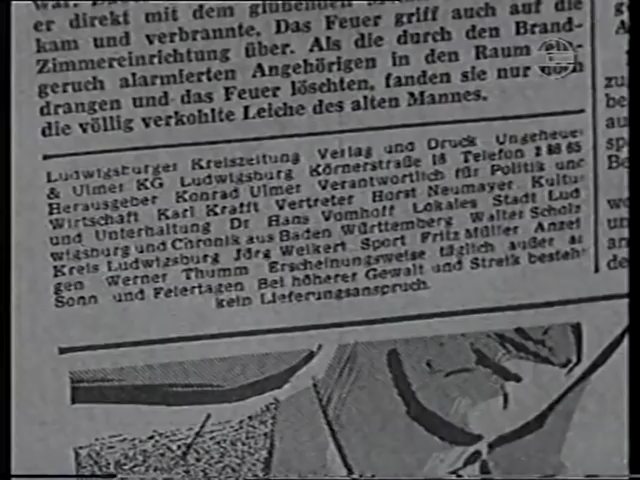 er direkt mit dem glühenden
kam und verbrannte. Das Feuer griff auch auf die
Zimmereinrichtung über. Als die durch den Brand-
geruch alarmierten Angehörigen in den Raum
drangen und das Feuer löschten, fanden sie nur noch
die völlig verkohlte Leiche des alten Mannes.
Ludwigsburger Kreiszeitung Verlag und Druck Ungeheuer
& Ulmer KG Ludwigsburg Körnerstraße 18 Telefon
Herausgeber Konrad Ulmer Verantwortlich für Politik und
Wirtschaft Karl Krafft Vertreter Horst Neumayer Kultur
und Unterhaltung Dr Hans Vomhoff Lokales Stadt Lud
wigsburg und Chronik aus Baden Württemberg Walter Scholz
Kreis Ludwigsburg Jörg Weikert Sport Fritz Müller Anzei
gen Werner Thumm Erscheinungsweise täglich außer an
Sonn und Feiertagen Bei höherer Gewalt und Streik besteht
kein Lieferungsanspruch.